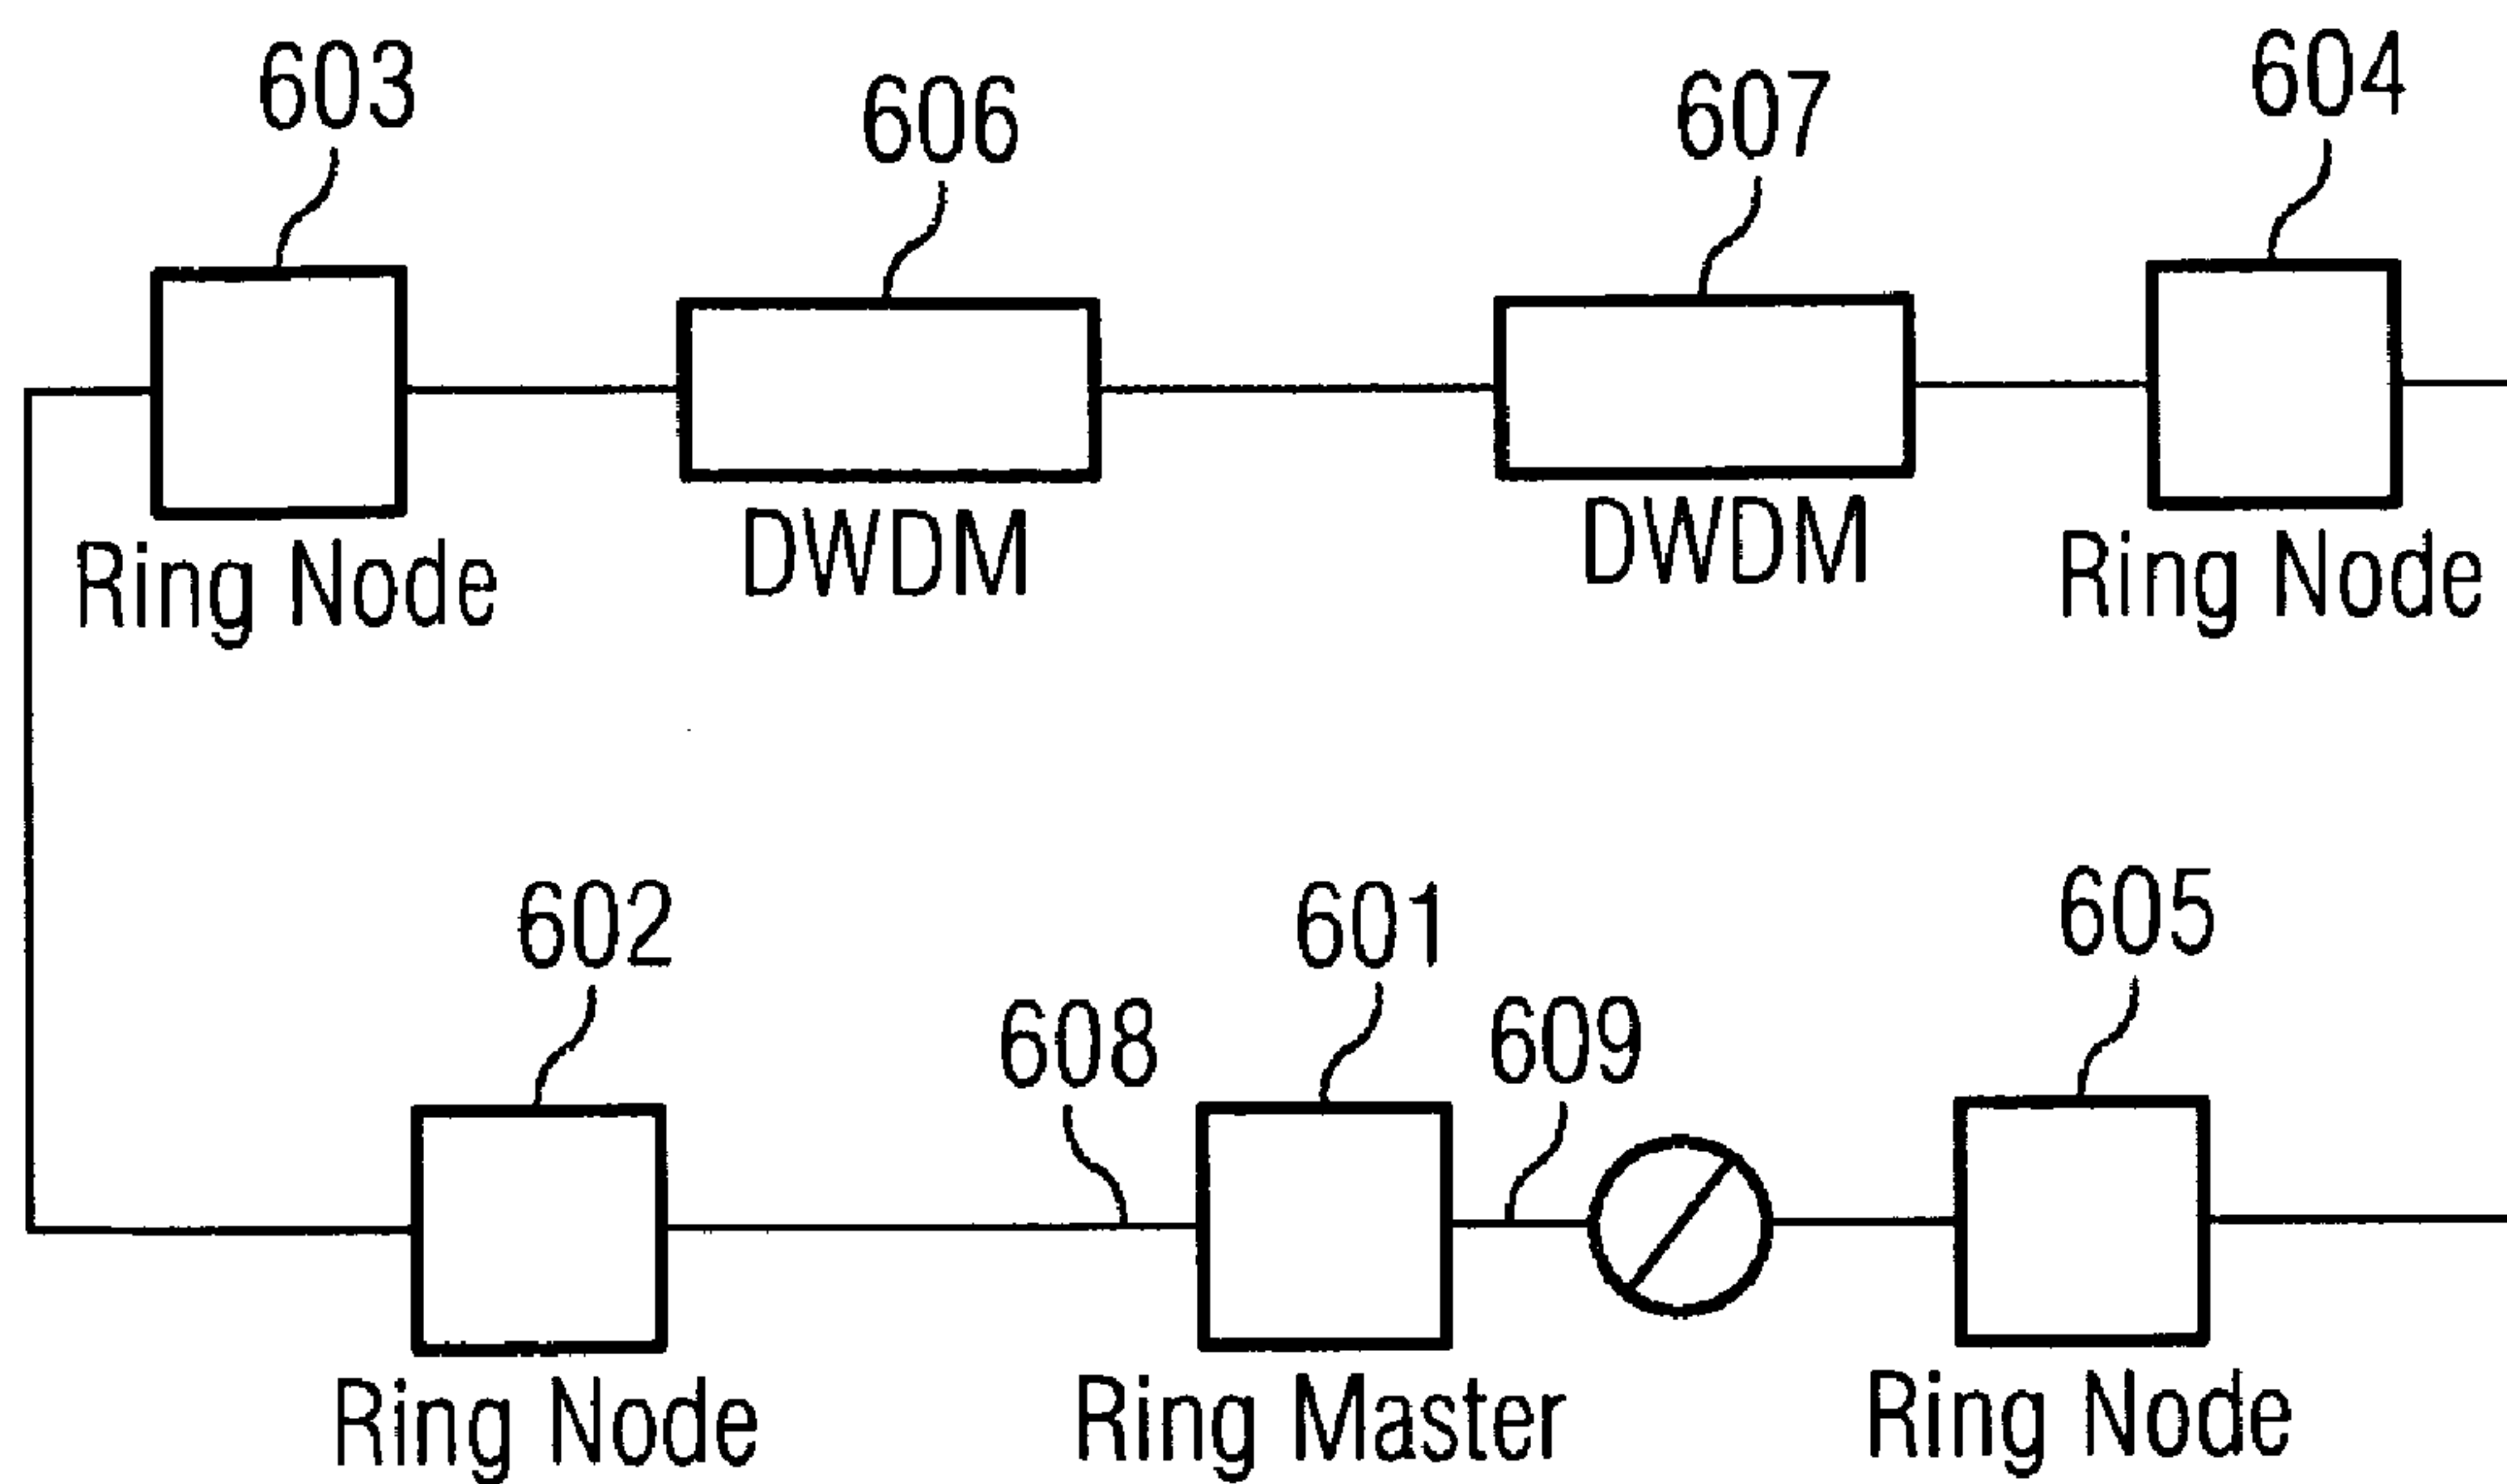 603
606
607
604
Ring Node
DWDM
DWDM
Ring Node
602
601
605
608
609
Ring Node
Ring Master
Ring Node